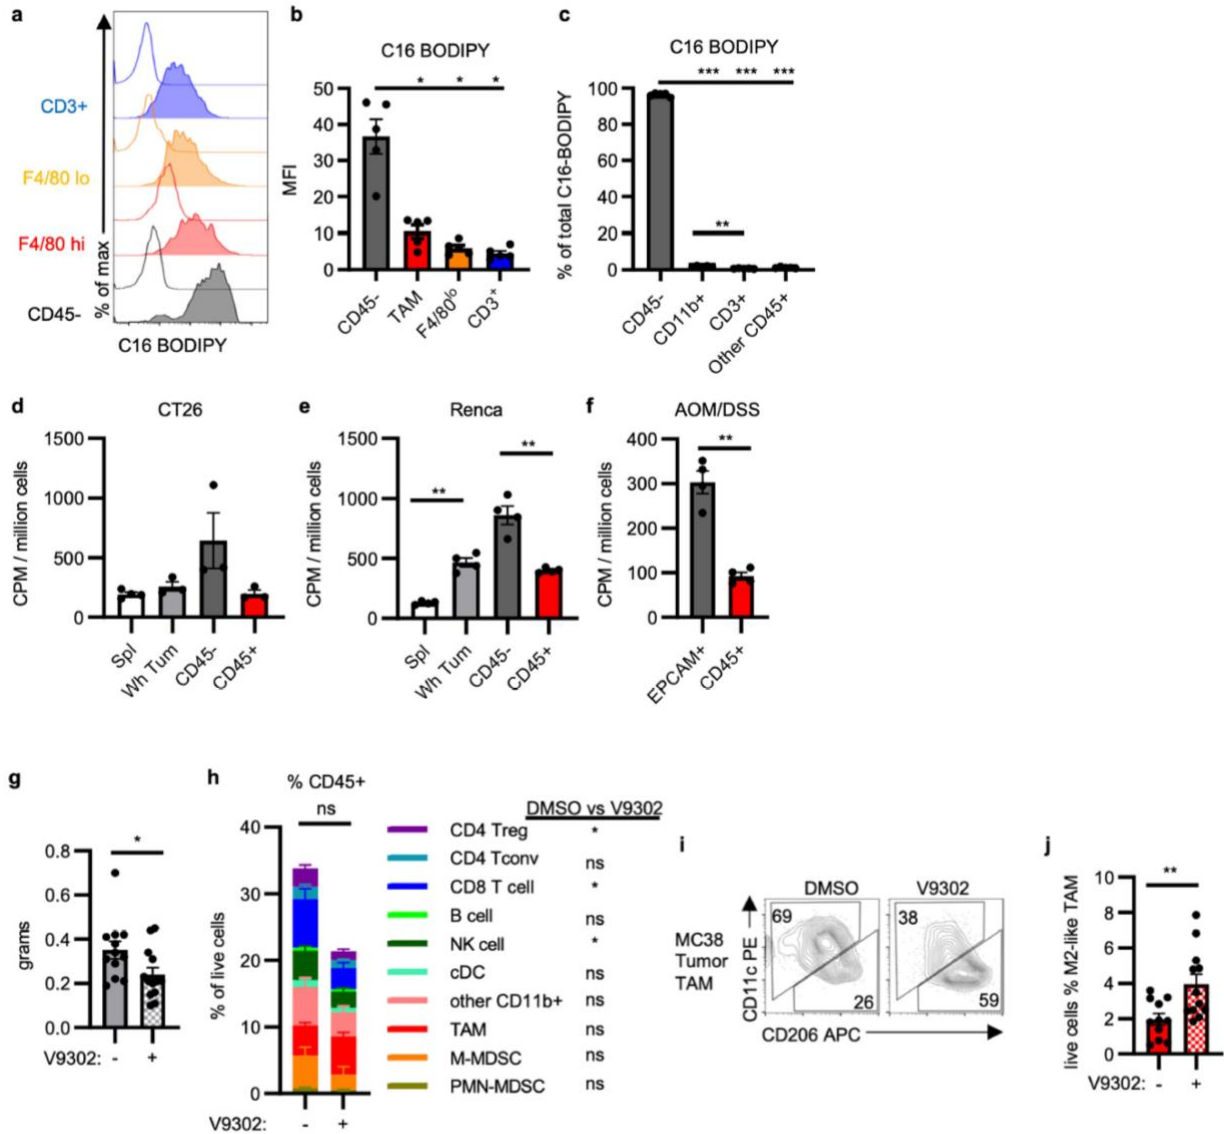 a
% of max
CD3+
F4/80 lo
F4/80 hi
CD45-
C16 BODIPY
b
C16 BODIPY
* * *
MFI
50
40
30
20
10
0
CD45-
TAM
F4/80lo
CD3+
c
C16 BODIPY
*** *** ***
**
% of total C16-BODIPY
100
80
60
40
20
0
CD45-
CD11b+
CD3+
Other CD45+
d
CT26
CPM / million cells
1500
1000
500
0
Spl
Wh Tum
CD45-
CD45+
e
Renca
CPM / million cells
1500
1000
500
0
**
**
Spl
Wh Tum
CD45-
CD45+
f
AOM/DSS
CPM / million cells
400
300
200
100
0
**
EPCAM+
CD45+
g
grams
0.8
0.6
0.4
0.2
0.0
*
V9302: - +
h
% CD45+
ns
% of live cells
40
30
20
10
0
V9302: - +
DMSO vs V9302
CD4 Treg *
CD4 Tconv ns
CD8 T cell *
B cell ns
NK cell *
cDC ns
other CD11b+ ns
TAM ns
M-MDSC ns
PMN-MDSC ns
i
DMSO
V9302
MC38
Tumor
TAM
CD11c PE
69
26
38
59
CD206 APC
j
live cells % M2-like TAM
10
8
6
4
2
0
**
V9302: - +